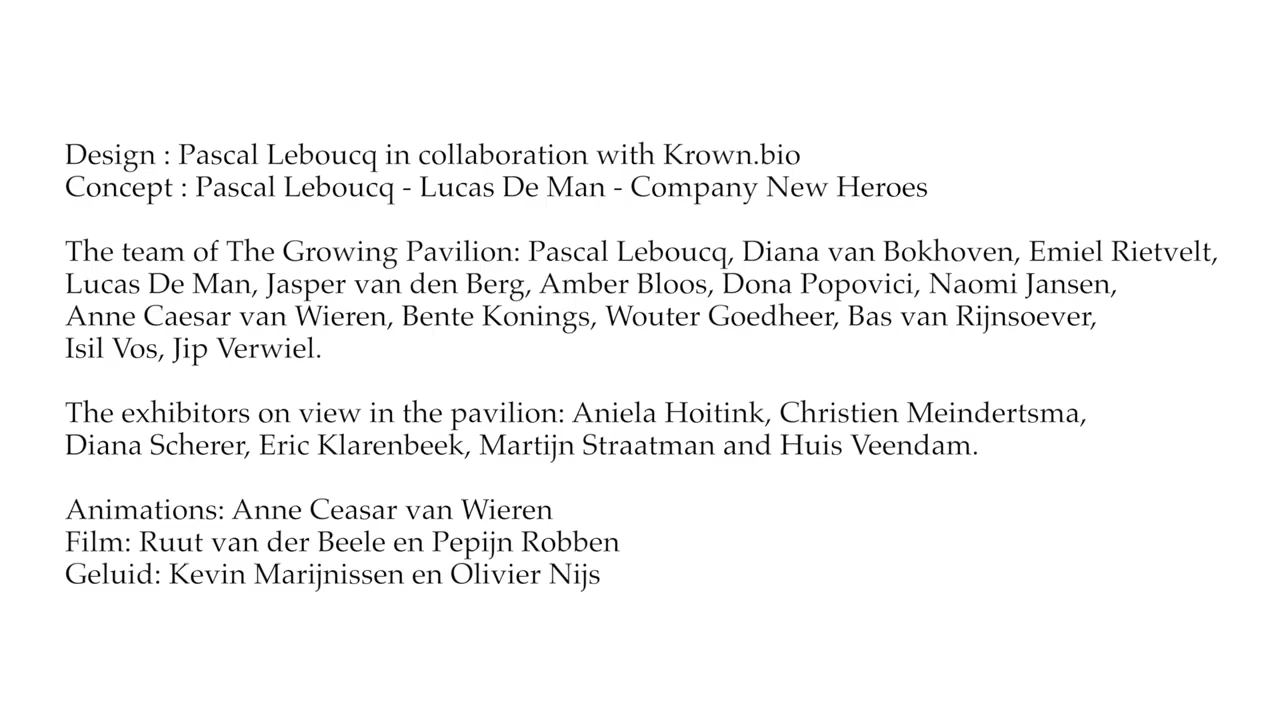 Design : Pascal Leboucq in collaboration with Krown.bio
Concept : Pascal Leboucq - Lucas De Man - Company New Heroes
The team of The Growing Pavilion: Pascal Leboucq, Diana van Bokhoven, Emiel Rietvelt,
Lucas De Man, Jasper van den Berg, Amber Bloos, Dona Popovici, Naomi Jansen,
Anne Caesar van Wieren, Bente Konings, Wouter Goedheer, Bas van Rijnsoever,
Isil Vos, Jip Verwiel.
The exhibitors on view in the pavilion: Aniela Hoitink, Christien Meindertsma,
Diana Scherer, Eric Klarenbeek, Martijn Straatman and Huis Veendam.
Animations: Anne Ceasar van Wieren
Film: Ruut van der Beele en Pepijn Robben
Geluid: Kevin Marijnissen en Olivier Nijs